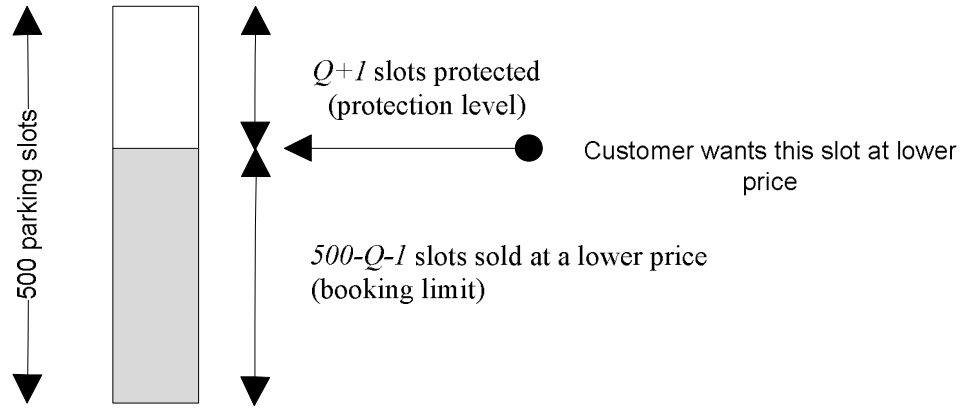 500 parking slots
Q+1 slots protected
(protection level)
Customer wants this slot at lower
price
500-Q-1 slots sold at a lower price
(booking limit)